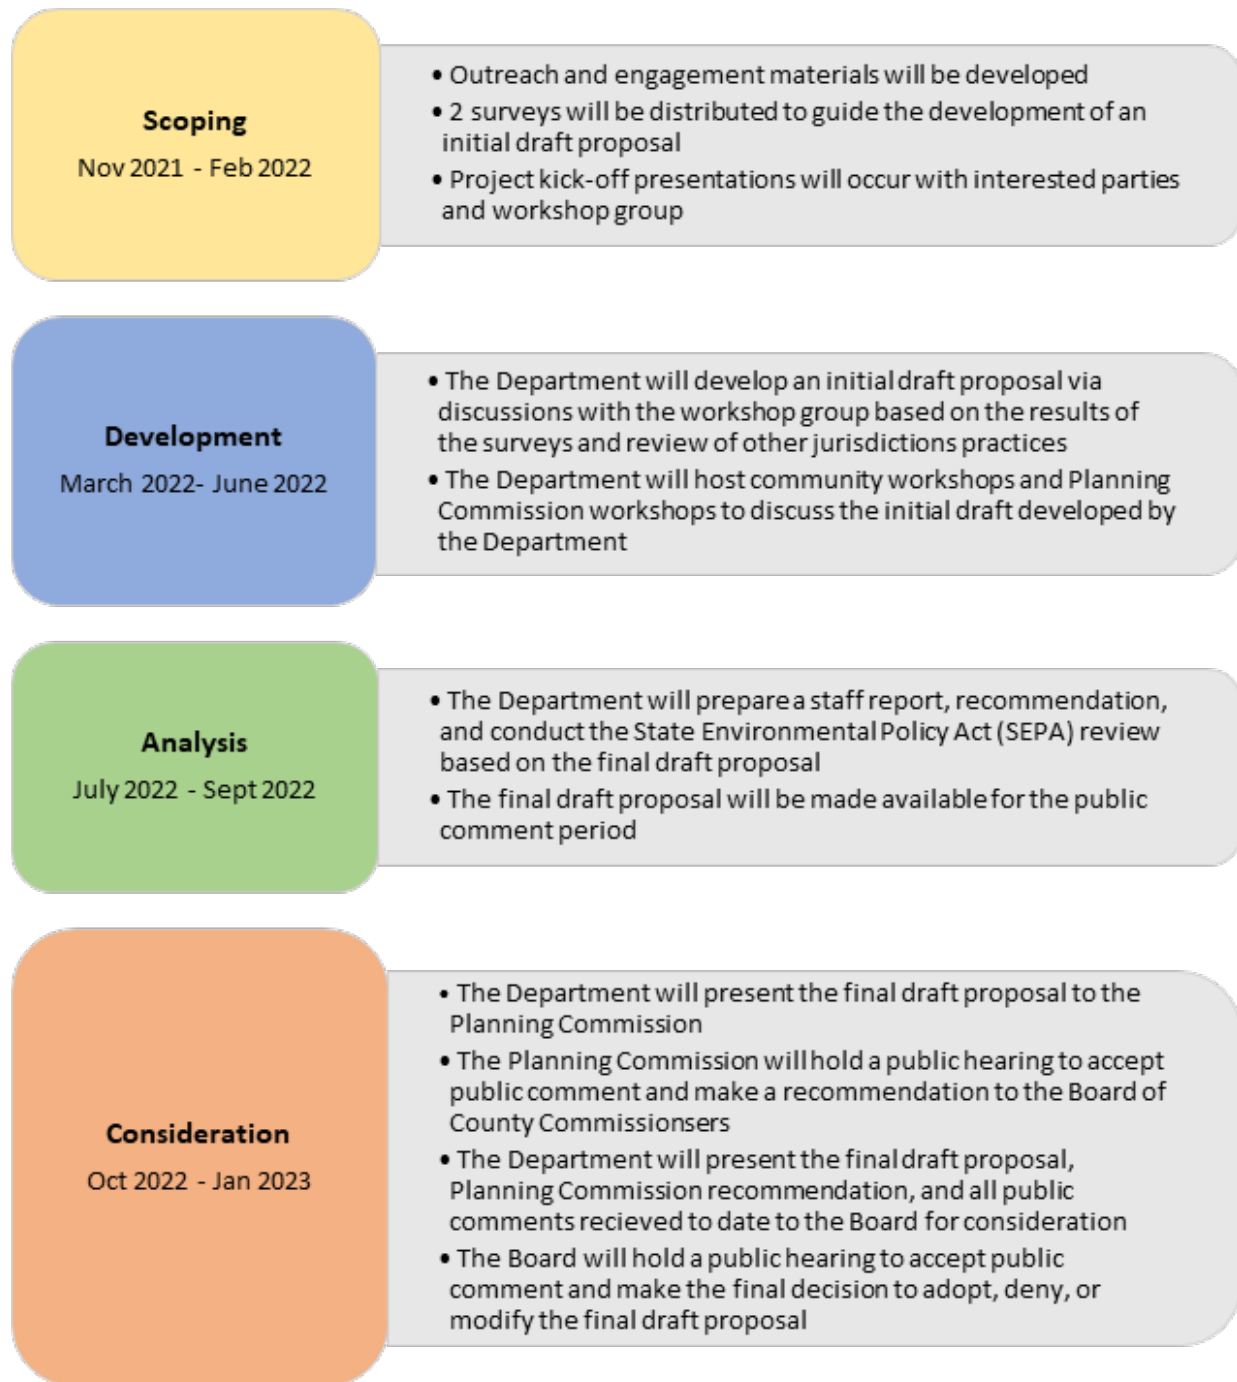 Scoping
Nov 2021 - Feb 2022
• Outreach and engagement materials will be developed
• 2 surveys will be distributed to guide the development of an
initial draft proposal
• Project kick-off presentations will occur with interested parties
and workshop group
Development
March 2022- June 2022
• The Department will develop an initial draft proposal via
discussions with the workshop group based on the results of
the surveys and review of other jurisdictions practices
• The Department will host community workshops and Planning
Commission workshops to discuss the initial draft developed by
the Department
Analysis
July 2022 - Sept 2022
• The Department will prepare a staff report, recommendation,
and conduct the State Environmental Policy Act (SEPA) review
based on the final draft proposal
• The final draft proposal will be made available for the public
comment period
Consideration
Oct 2022 - Jan 2023
• The Department will present the final draft proposal to the
Planning Commission
• The Planning Commission will hold a public hearing to accept
public comment and make a recommendation to the Board of
County Commissionsers
• The Department will present the final draft proposal,
Planning Commission recommendation, and all public
comments recieved to date to the Board for consideration
• The Board will hold a public hearing to accept public
comment and make the final decision to adopt, deny, or
modify the final draft proposal